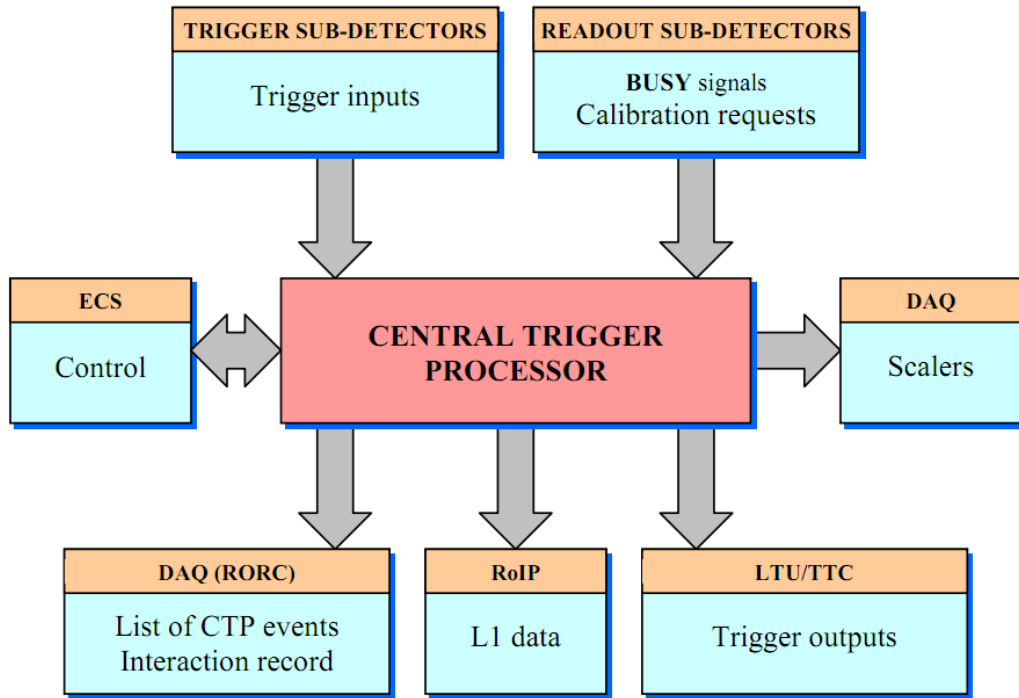 TRIGGER SUB-DETECTORS
Trigger inputs
READOUT SUB-DETECTORS
BUSY signals
Calibration requests
ECS
Control
CENTRAL TRIGGER
PROCESSOR
DAQ
Scalers
DAQ (RORC)
List of CTP events
Interaction record
RoIP
L1 data
LTU/TTC
Trigger outputs